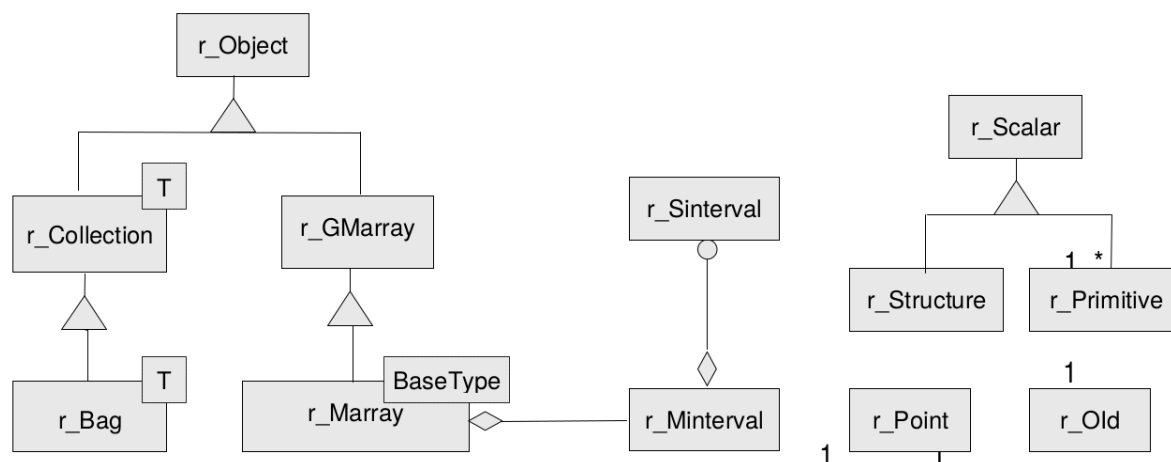 r_Object
r_Scalar
T
r_Collection
r_GMarray
r_Sinterval
1 *
r_Structure
r_Primitive
T
BaseType
r_Bag
r_Marray
r_Minterval
1
r_Point
r_OId
1